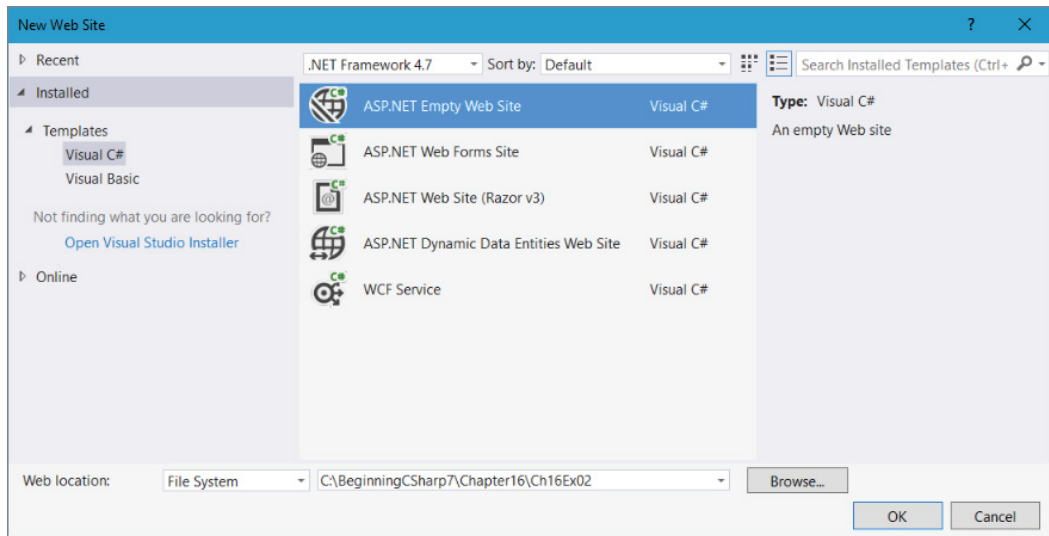 New Web Site
?
Recent
.NET Framework 4.7
Sort by: Default
Search Installed Templates (Ctrl+
Installed
Templates
Visual C#
Visual Basic
Not finding what you are looking for?
Open Visual Studio Installer
Online
C# ASP.NET Empty Web Site Visual C#
C# ASP.NET Web Forms Site Visual C#
C# @ ASP.NET Web Site (Razor v3) Visual C#
C# ASP.NET Dynamic Data Entities Web Site Visual C#
C# WCF Service Visual C#
Type: Visual C#
An empty Web site
Web location: File System C:\BeginningCSharp7\Chapter16\Ch16Ex02 Browse...
OK Cancel